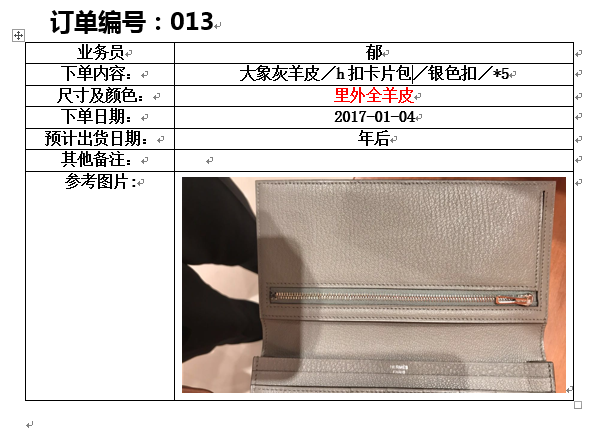 订单编号：013
业务员 郁
下单内容： 大象灰羊皮／h扣卡片包／银色扣／*5
尺寸及颜色： 里外全羊皮
下单日期： 2017-01-04
预计出货日期： 年后
其他备注：
参考图片:
HERMES
PARIS